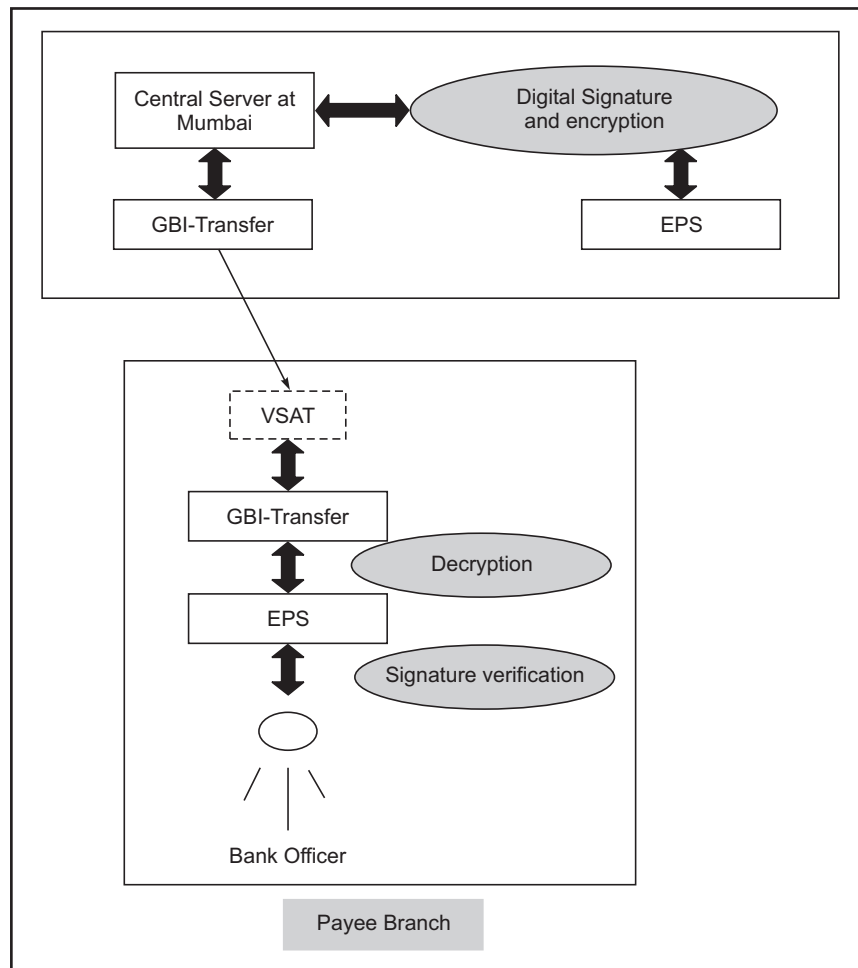 Central Server at
Mumbai
Digital Signature
and encryption
GBI-Transfer
EPS
VSAT
GBI-Transfer
Decryption
EPS
Signature verification
Bank Officer
Payee Branch